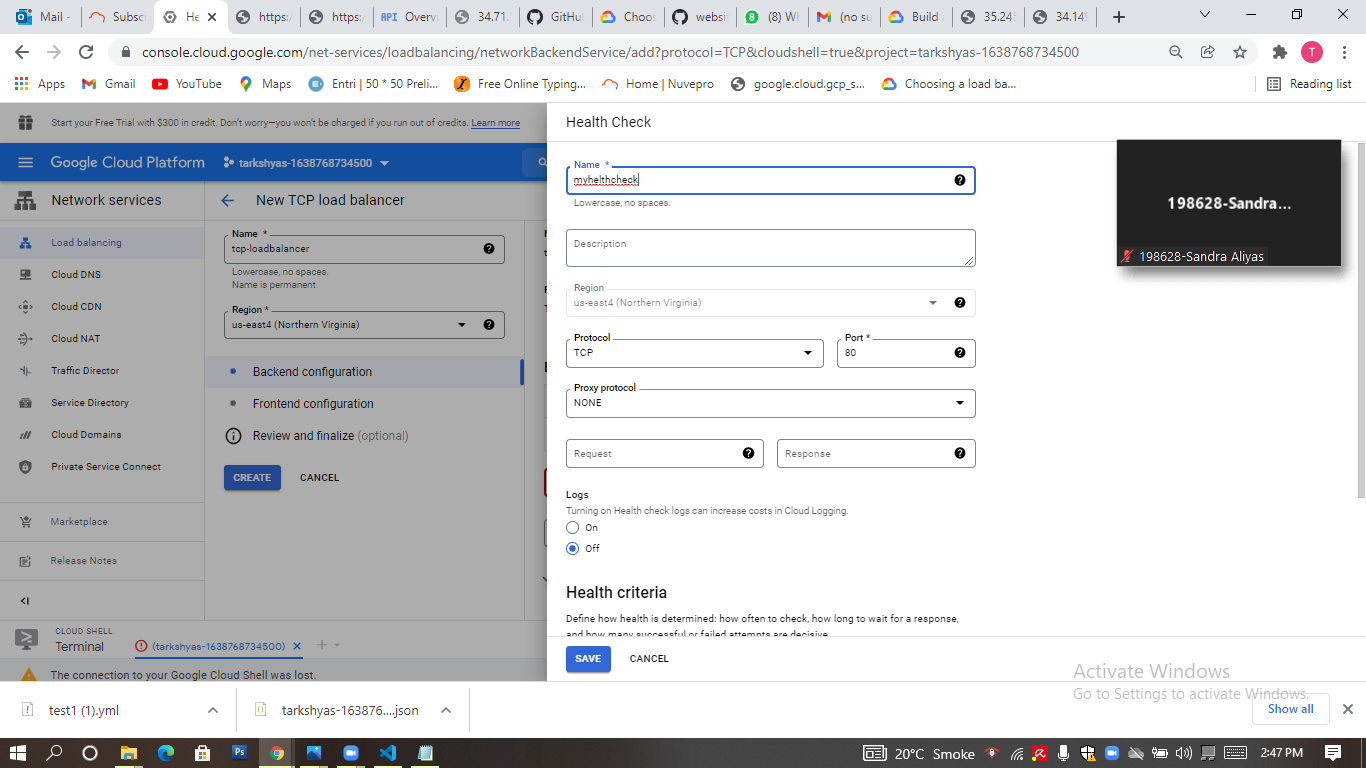 Mail -
Subsc
He
https:/
https:/
API Overv
34.71.
GitHu
Choos
websit
(8) Wh
(no su
Build a
35.245
34.149
console.cloud.google.com/net-services/loadbalancing/networkBackendService/add?protocol=TCP&cloudshell=true&project=tarkshyas-1638768734500
T
Apps
Gmail
YouTube
Maps
Entri | 50 * 50 Preli...
Free Online Typing...
Home | Nuvepro
google.cloud.gcp_s...
Choosing a load ba...
Reading list
Start your Free Trial with $300 in credit. Don't worry—you won't be charged if you run out of credits. Learn more
Google Cloud Platform
tarkshyas-1638768734500
Network services
Load balancing
Cloud DNS
Cloud CDN
Cloud NAT
Traffic Director
Service Directory
Cloud Domains
Private Service Connect
Marketplace
Release Notes
New TCP load balancer
Name *
tcp-loadbalancer
Lowercase, no spaces.
Name is permanent
Region *
us-east4 (Northern Virginia)
Backend configuration
Frontend configuration
Review and finalize (optional)
CREATE CANCEL
Health Check
Name *
myhelthcheck
Lowercase, no spaces.
Description
Region
us-east4 (Northern Virginia)
Protocol
TCP
Port *
80
Proxy protocol
NONE
Request
Response
Logs
Turning on Health check logs can increase costs in Cloud Logging.
On
Off
Health criteria
Define how health is determined: how often to check, how long to wait for a response,
and how many successful or failed attempts are decisive
SAVE CANCEL
198628-Sandra...
198628-Sandra Aliyas
CLOUD SHELL
Terminal
(tarkshyas-1638768734500)
The connection to your Google Cloud Shell was lost.
Activate Windows
Go to Settings to activate Windows.
test1 (1).yml
tarkshyas-163876....json
Show all
Ps
20°C Smoke
2:47 PM